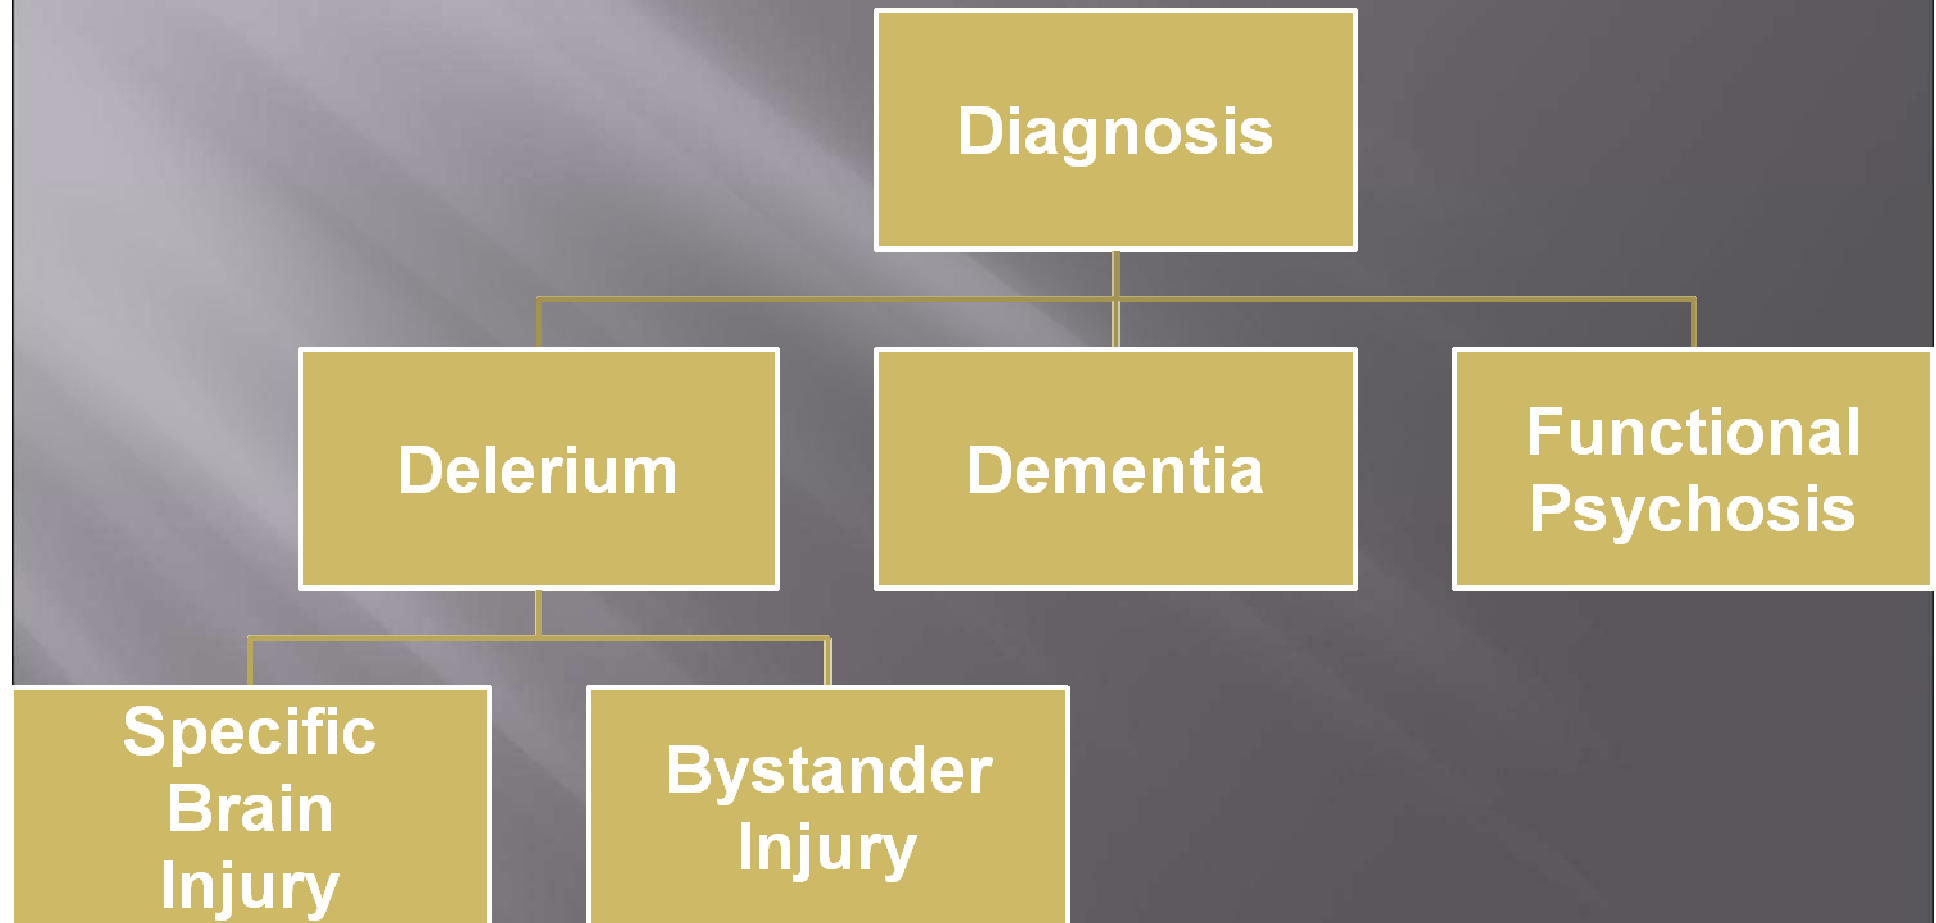 Diagnosis
Delerium
Dementia
Functional
Psychosis
Specific
Brain
Injury
Bystander
Injury